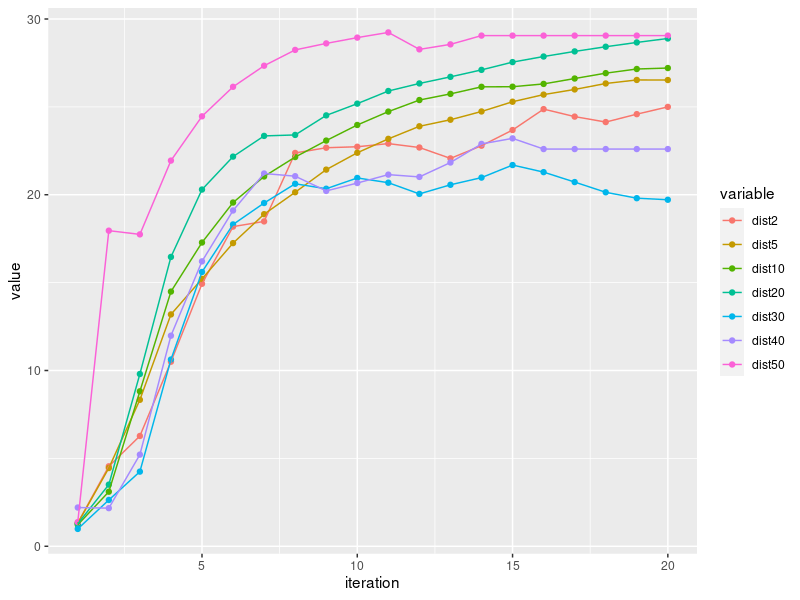 30
20
10
0
value
5
10
15
20
iteration
variable
dist2
dist5
dist10
dist20
dist30
dist40
dist50